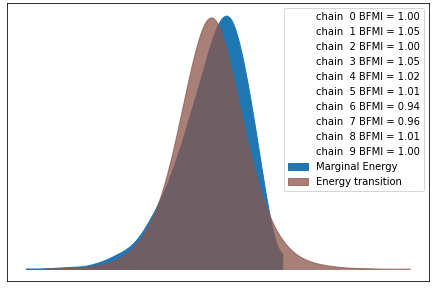 chain  0 BFMI = 1.00
chain  1 BFMI = 1.05
chain  2 BFMI = 1.00
chain  3 BFMI = 1.05
chain  4 BFMI = 1.02
chain  5 BFMI = 1.01
chain  6 BFMI = 0.94
chain  7 BFMI = 0.96
chain  8 BFMI = 1.01
chain  9 BFMI = 1.00
Marginal Energy
Energy transition